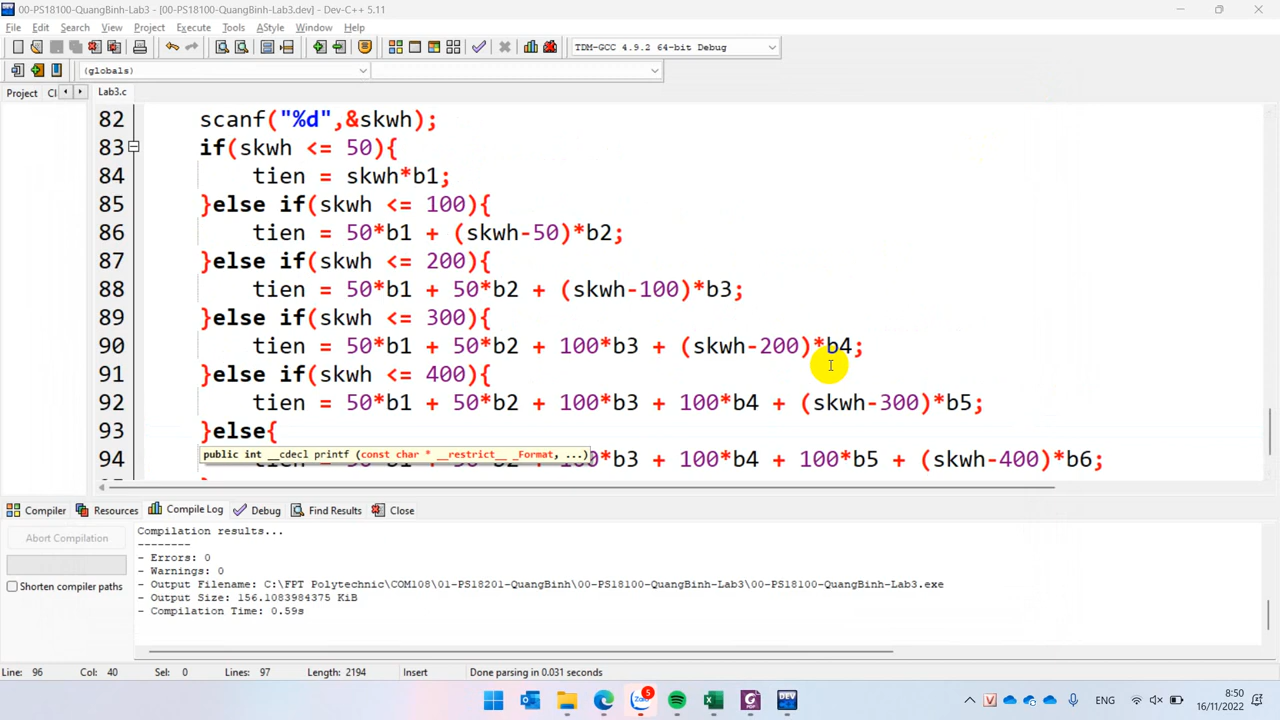 00-PS18100-QuangBinh-Lab3 - [00-PS18100-QuangBinh-Lab3.dev] - Dev-C++ 5.11
File Edit Search View Project Execute Tools AStyle Window Help
TDM-GCC 4.9.2 64-bit Debug
(globals)
Project Cl Lab3.c
82 scanf("%d",&skwh);
83 if(skwh <= 50){
84 tien = skwh*b1;
85 }else if(skwh <= 100){
86 tien = 50*b1 + (skwh-50)*b2;
87 }else if(skwh <= 200){
88 tien = 50*b1 + 50*b2 + (skwh-100)*b3;
89 }else if(skwh <= 300){
90 tien = 50*b1 + 50*b2 + 100*b3 + (skwh-200)*b4;
91 }else if(skwh <= 400){
92 tien = 50*b1 + 50*b2 + 100*b3 + 100*b4 + (skwh-300)*b5;
93 }else{
public int __cdecl printf (const char * __restrict__ _Format, ...)
94 *b3 + 100*b4 + 100*b5 + (skwh-400)*b6;
Compiler Resources Compile Log Debug Find Results Close
Abort Compilation
Shorten compiler paths
Compilation results...
--------
- Errors: 0
- Warnings: 0
- Output Filename: C:\FPT Polytechnic\COM108\01-PS18201-QuangBinh\00-PS18100-QuangBinh-Lab3\00-PS18100-QuangBinh-Lab3.exe
- Output Size: 156.1083984375 KiB
- Compilation Time: 0.59s
Line: 96 Col: 40 Sel: 0 Lines: 97 Length: 2194 Insert Done parsing in 0.031 seconds
Zalo 5 DEV
ENG
8:50
16/11/2022